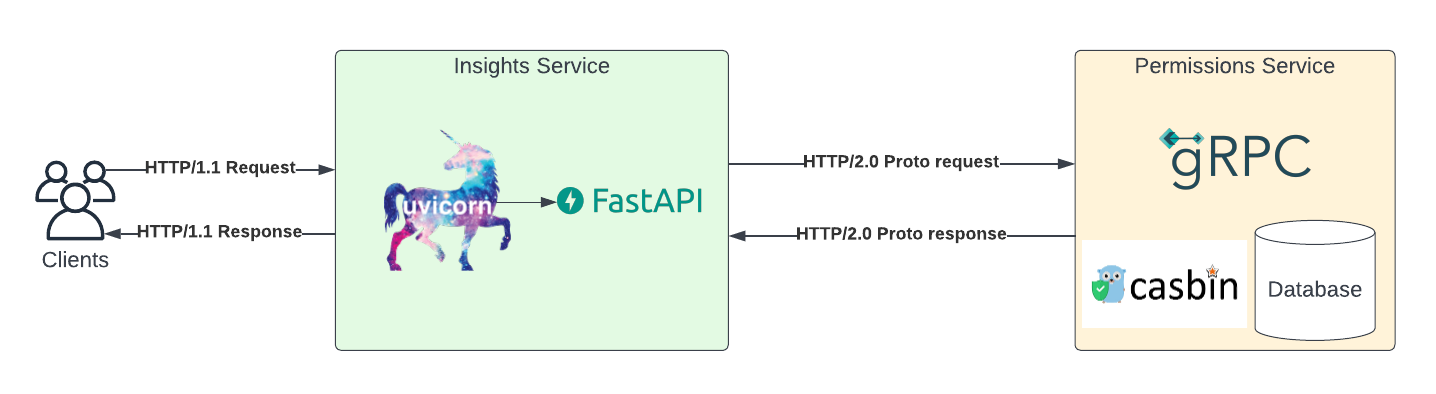 Insights Service
Permissions Service
HTTP/1.1 Request
HTTP/2.0 Proto request
gRPC
uvicorn
FastAPI
HTTP/1.1 Response
HTTP/2.0 Proto response
Clients
casbin
Database